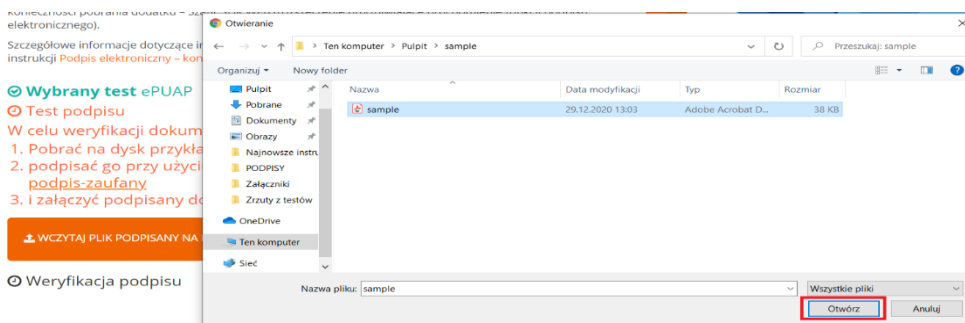 elektronicznego).
Szczegółowe informacje dotyczące
instrukcji Podpis elektroniczny – kon
Wybrany test ePUAP
Test podpisu
W celu weryfikacji dokum
1. Pobrać na dysk przykła
2. podpisać go przy użyci
podpis-zaufany
3. i załączyć podpisany do
WCZYTAJ PLIK PODPISANY NA
Weryfikacja podpisu
Otwieranie
Ten komputer > Pulpit > sample
Przeszukaj: sample
Organizuj
Nowy folder
Pulpit
Pobrane
Dokumenty
Obrazy
Najnowsze instru
PODPISY
Załączniki
Zrzuty z testów
OneDrive
Ten komputer
Sieć
Nazwa Data modyfikacji Typ Rozmiar
sample 29.12.2020 13:03 Adobe Acrobat D... 38 KB
Nazwa pliku: sample
Wszystkie pliki
Otwórz Anuluj